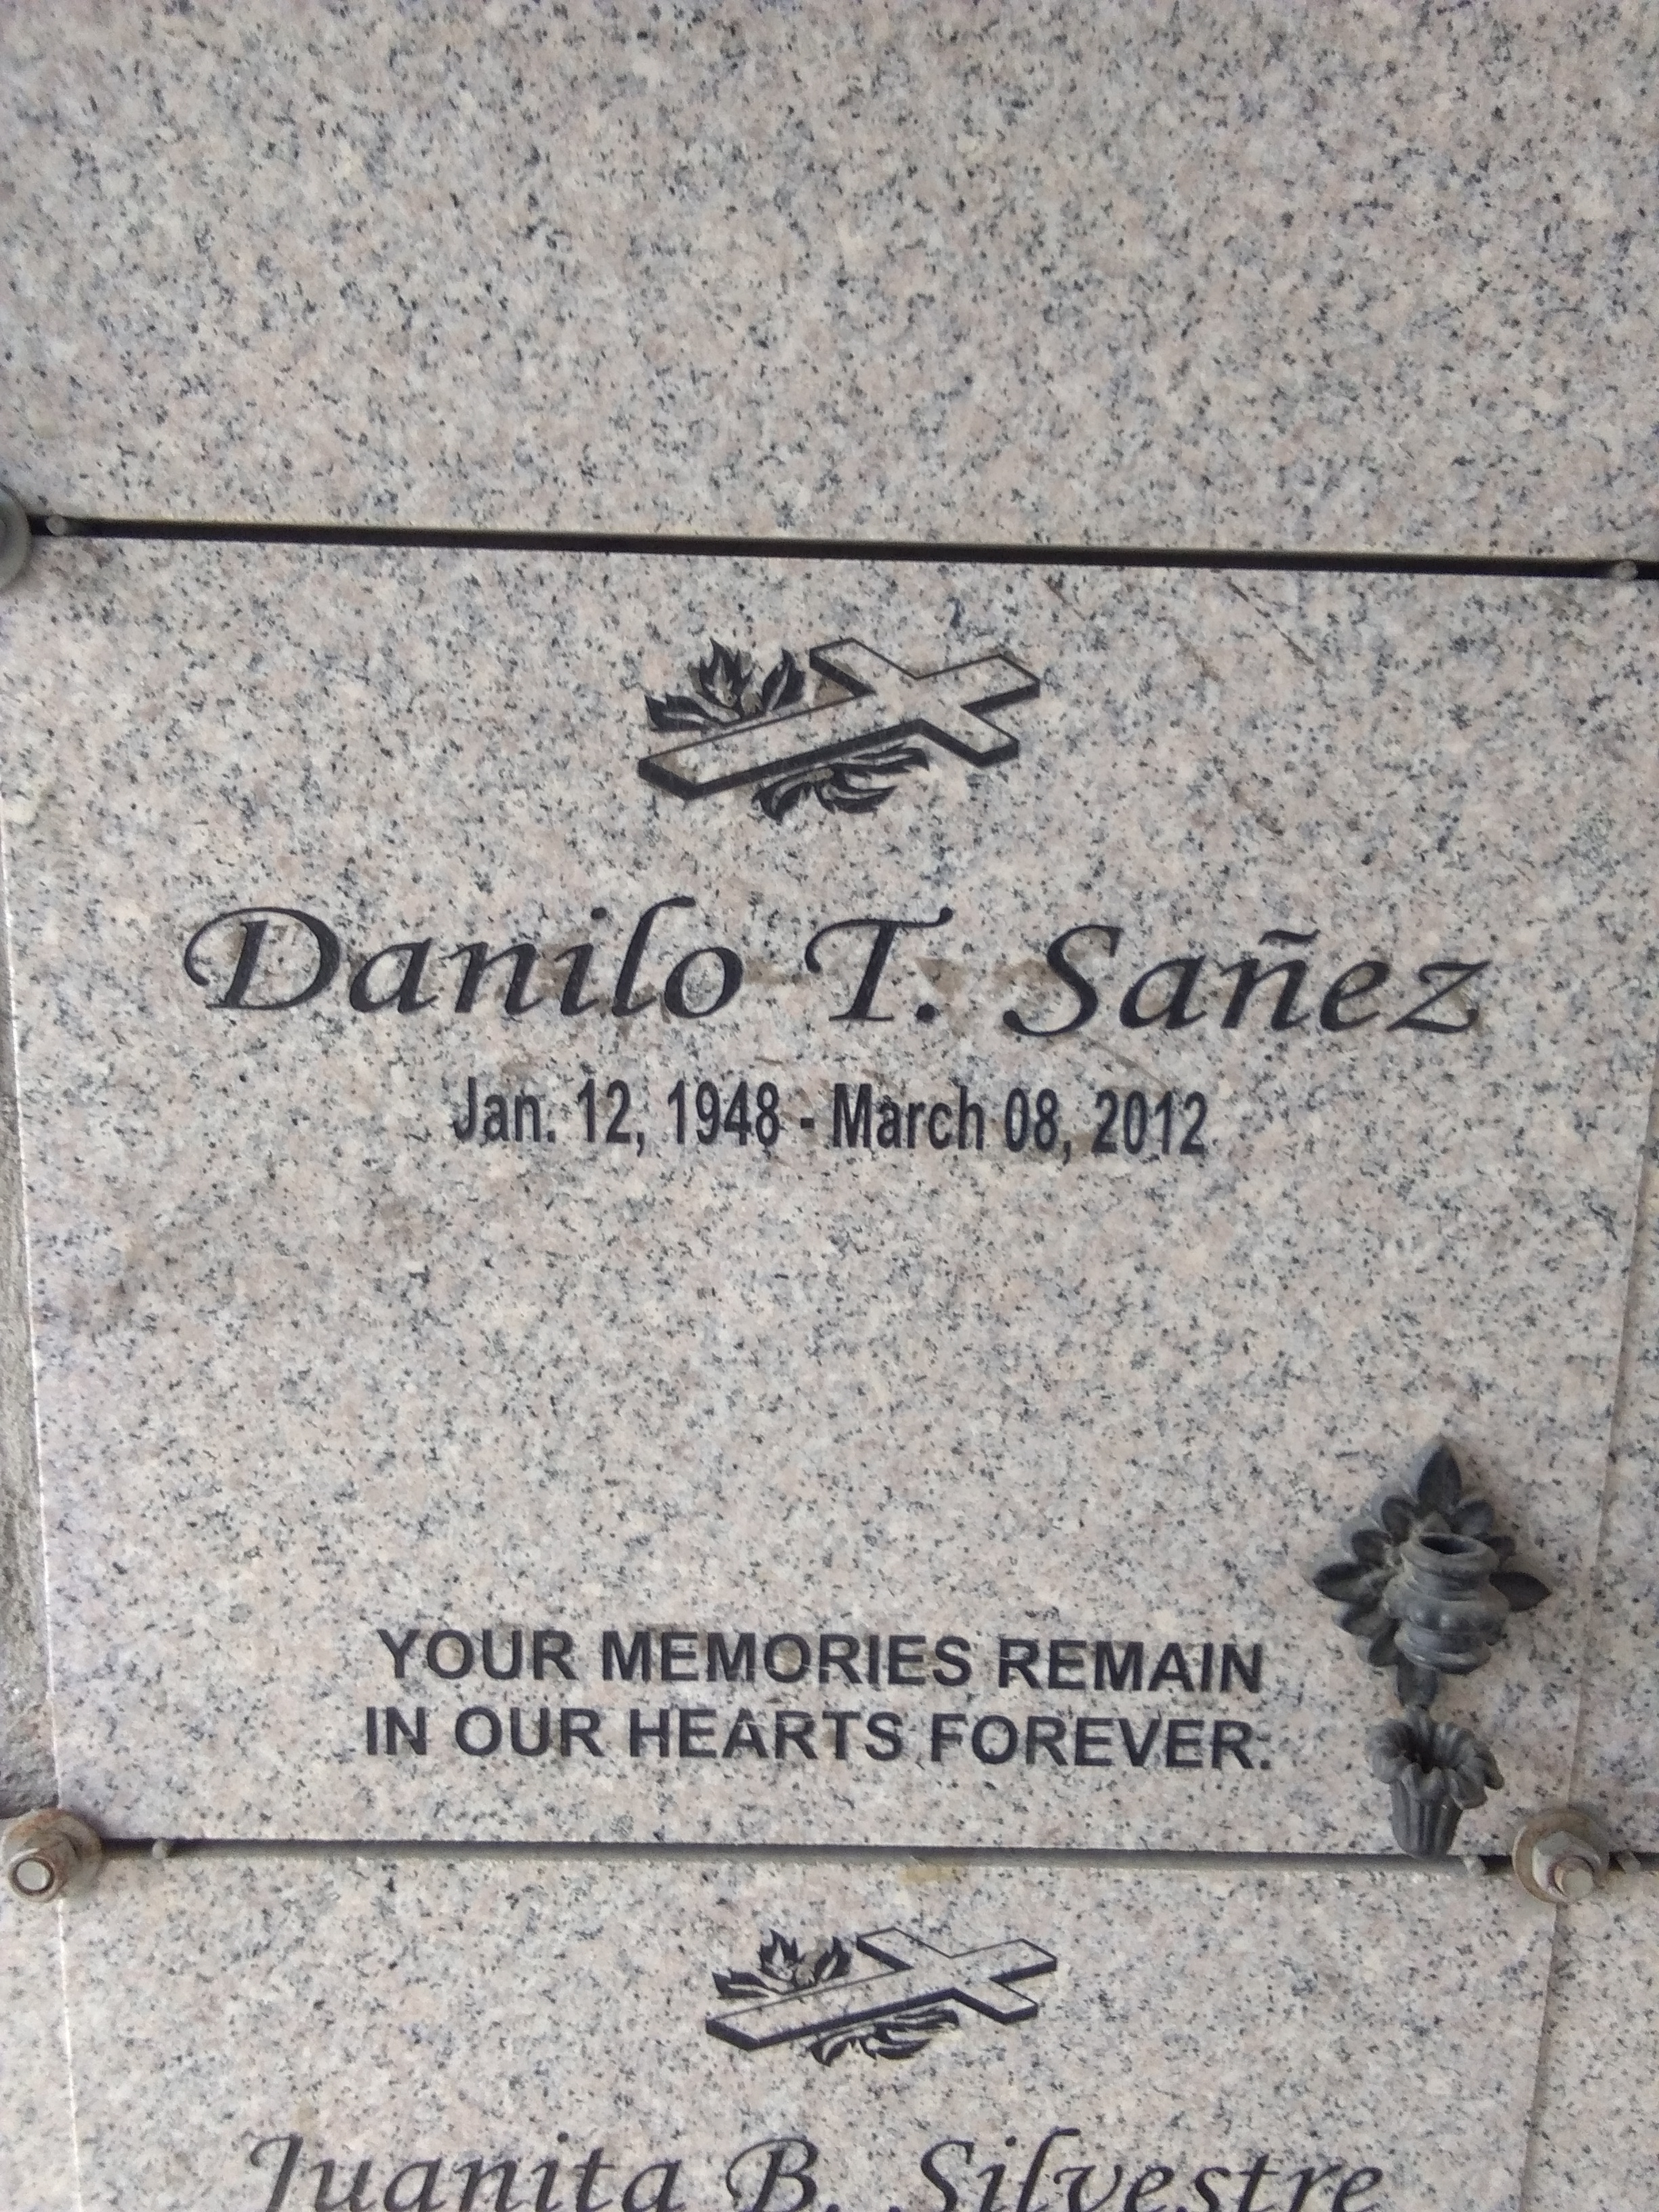 Danilo T. Sañez
Jan. 12, 1948 - March 08, 2012
YOUR MEMORIES REMAIN
IN OUR HEARTS FOREVER.
Juanita B. Silvestre